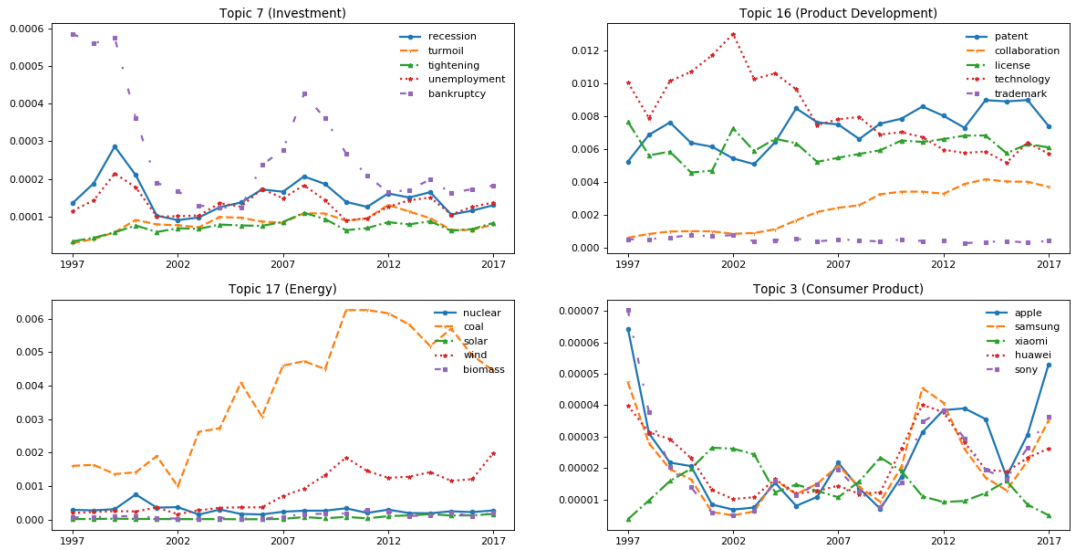 Topic 7 (Investment)
0.0006
0.0005
0.0004
0.0003
0.0002
0.0001
1997
2002
2007
2012
2017
recession
turmoil
tightening
unemployment
bankruptcy
Topic 16 (Product Development)
0.012
0.010
0.008
0.006
0.004
0.002
0.000
1997
2002
2007
2012
2017
patent
collaboration
license
technology
trademark
Topic 17 (Energy)
0.006
0.005
0.004
0.003
0.002
0.001
0.000
1997
2002
2007
2012
2017
nuclear
coal
solar
wind
biomass
Topic 3 (Consumer Product)
0.00007
0.00006
0.00005
0.00004
0.00003
0.00002
0.00001
1997
2002
2007
2012
2017
apple
samsung
xiaomi
huawei
sony